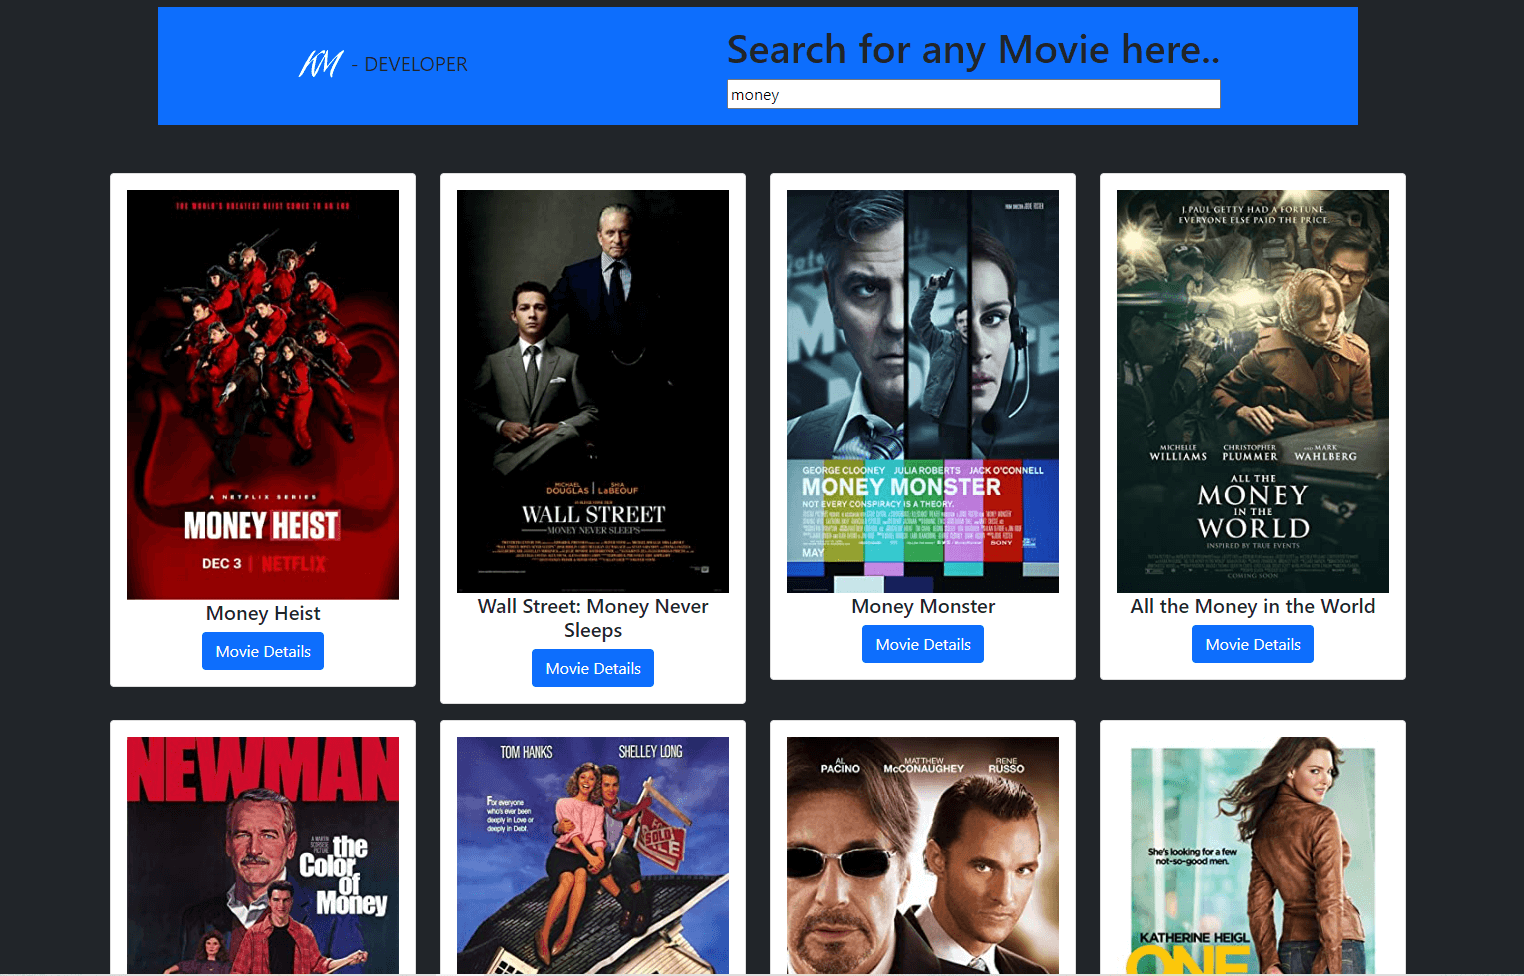 KM - DEVELOPER
Search for any Movie here..
money
THE WORLD'S GREATEST HEIST COMES TO AN END
A NETFLIX SERIES
MONEY HEIST
DEC 3 | NETFLIX
Money Heist
Movie Details
MICHAEL DOUGLAS | SHIA LaBEOUF
WALL STREET
MONEY NEVER SLEEPS
Wall Street: Money Never
Sleeps
Movie Details
FROM DIRECTOR JODIE FOSTER
GEORGE CLOONEY JULIA ROBERTS JACK O'CONNELL
MONEY MONSTER
NOT EVERY CONSPIRACY IS A THEORY.
MAY
SONY
Money Monster
Movie Details
J. PAUL GETTY HAD A FORTUNE.
EVERYONE ELSE PAID THE PRICE.
MICHELLE WILLIAMS CHRISTOPHER PLUMMER AND MARK WAHLBERG
ALL THE
MONEY
IN THE
WORLD
INSPIRED BY TRUE EVENTS
COMING SOON
All the Money in the World
Movie Details
NEWMAN
A MARTIN
SCORSESE
PICTURE
the
Color
of
Money
TOM HANKS SHELLEY LONG
For everyone
who's ever been
deeply in Love or
deeply in Debt.
SOLD
AL PACINO MATTHEW McCONAUGHEY RENE RUSSO
She's looking for a few
not-so-good men.
KATHERINE HEIGL
ONE